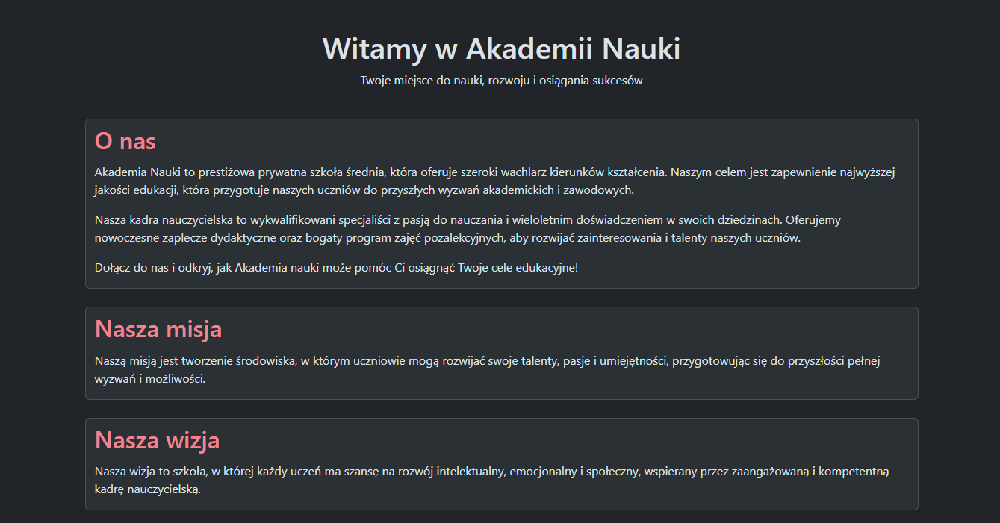 Witamy w Akademii Nauki
Twoje miejsce do nauki, rozwoju i osiągania sukcesów
O nas
Akademia Nauki to prestiżowa prywatna szkoła średnia, która oferuje szeroki wachlarz kierunków kształcenia. Naszym celem jest zapewnienie najwyższej
jakości edukacji, która przygotuje naszych uczniów do przyszłych wyzwań akademickich i zawodowych.
Nasza kadra nauczycielska to wykwalifikowani specjaliści z pasją do nauczania i wieloletnim doświadczeniem w swoich dziedzinach. Oferujemy
nowoczesne zaplecze dydaktyczne oraz bogaty program zajęć pozalekcyjnych, aby rozwijać zainteresowania i talenty naszych uczniów.
Dołącz do nas i odkryj, jak Akademia nauki może pomóc Ci osiągnąć Twoje cele edukacyjne!
Nasza misja
Naszą misją jest tworzenie środowiska, w którym uczniowie mogą rozwijać swoje talenty, pasje i umiejętności, przygotowując się do przyszłości pełnej
wyzwań i możliwości.
Nasza wizja
Nasza wizja to szkoła, w której każdy uczeń ma szansę na rozwój intelektualny, emocjonalny i społeczny, wspierany przez zaangażowaną i kompetentną
kadrę nauczycielską.